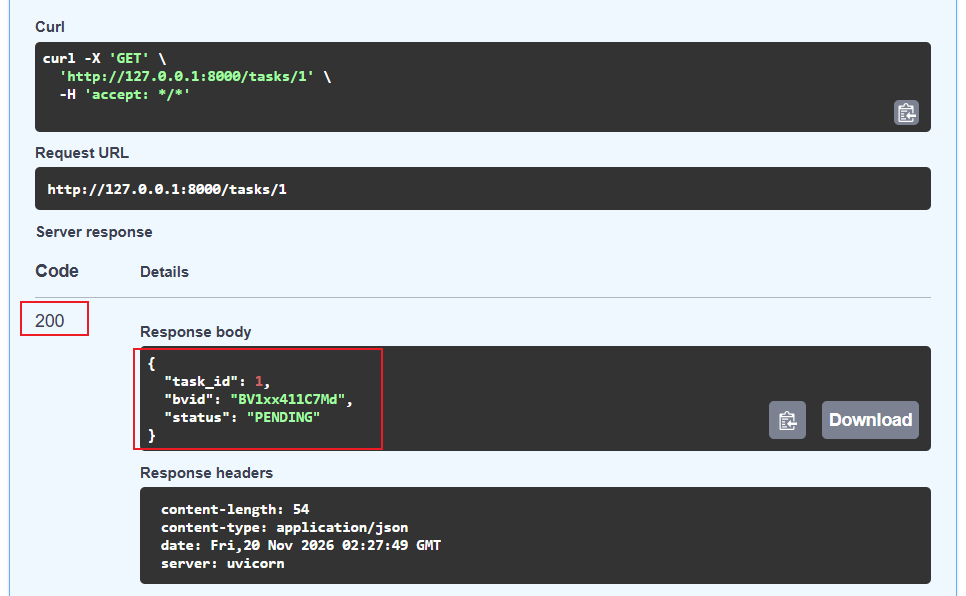 Curl
curl -X 'GET' \
'http://127.0.0.1:8000/tasks/1' \
-H 'accept: */*'
Request URL
http://127.0.0.1:8000/tasks/1
Server response
Code Details
200
Response body
{
"task_id": 1,
"bvid": "BV1xx411C7Md",
"status": "PENDING"
}
Download
Response headers
content-length: 54
content-type: application/json
date: Fri,20 Nov 2026 02:27:49 GMT
server: uvicorn